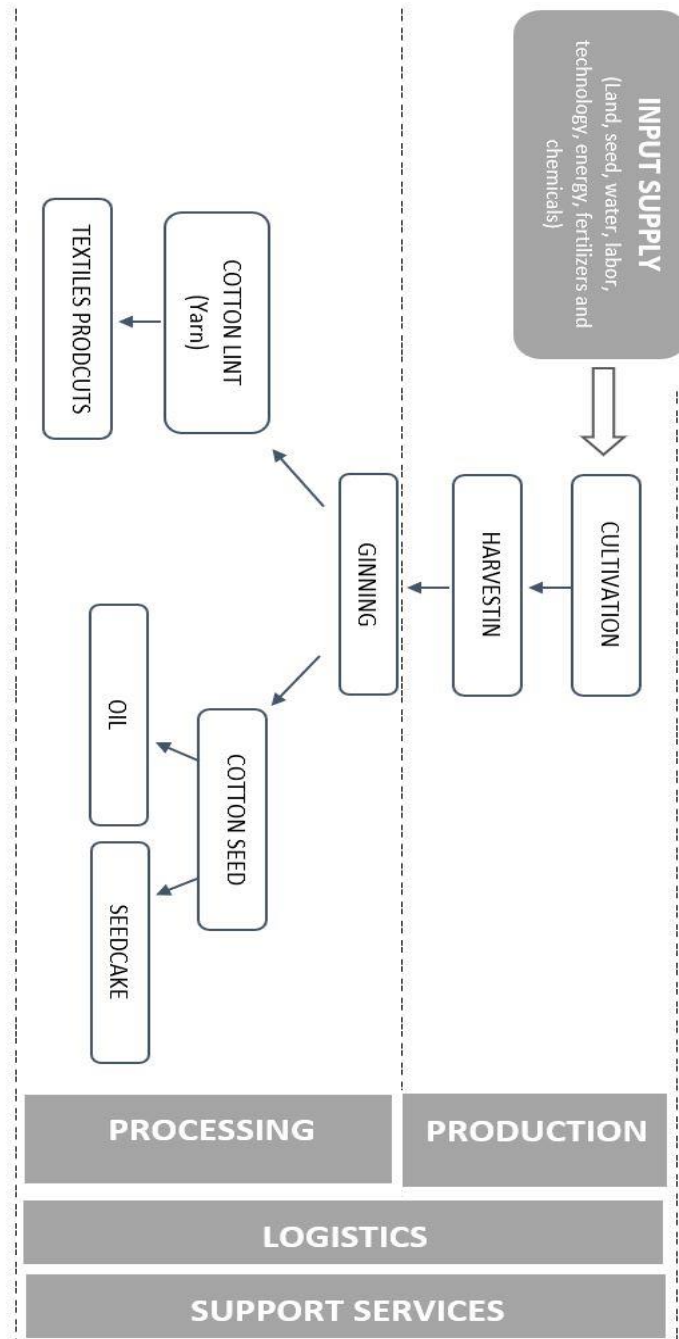 INPUT SUPPLY
(Land, seed, water, labor,
technology, energy, fertilizers and
chemicals)
CULTIVATION
HARVESTIN
GINNING
COTTON LINT
(Yarn)
TEXTILES PRODCUTS
COTTON SEED
OIL
SEEDCAKE
PRODUCTION
PROCESSING
LOGISTICS
SUPPORT SERVICES